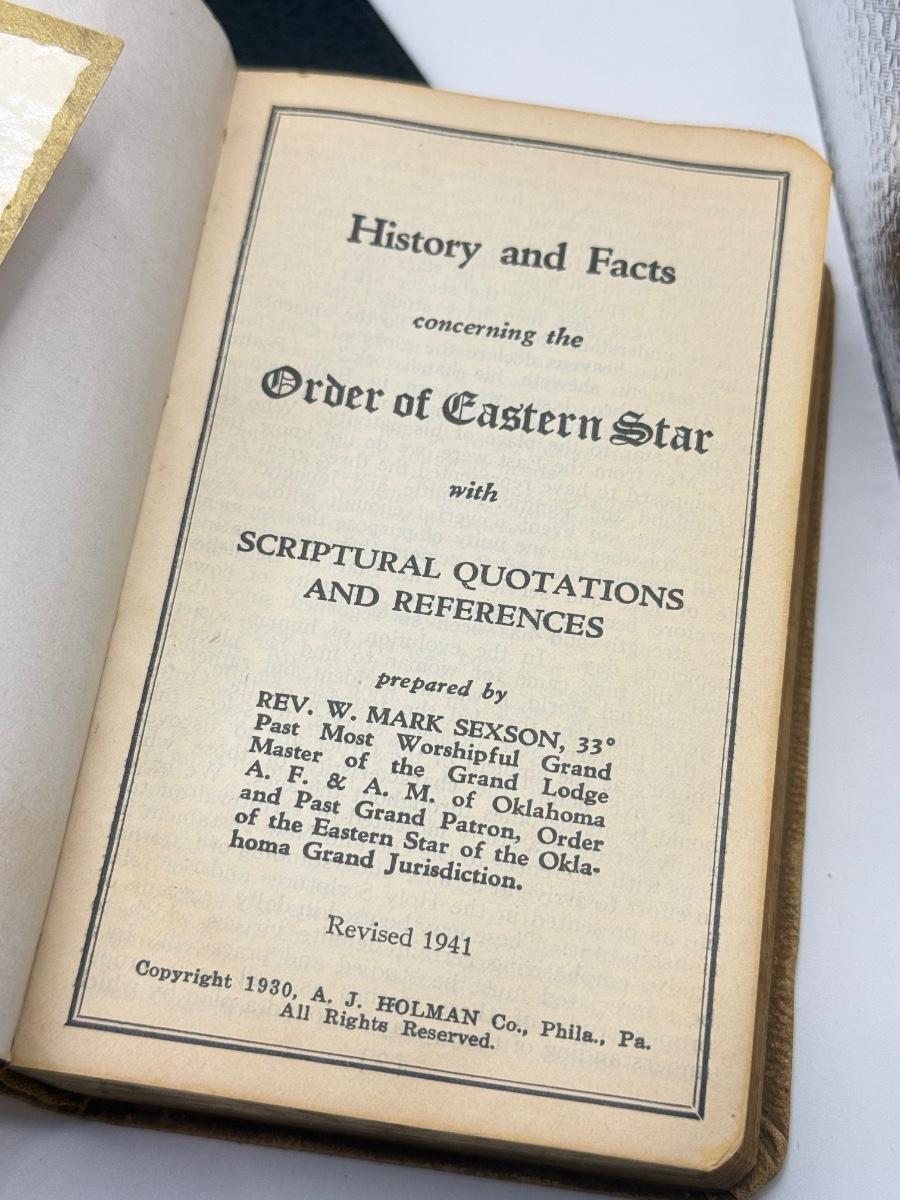 History and Facts
concerning the
Order of Eastern Star
with
SCRIPTURAL QUOTATIONS
AND REFERENCES
prepared by
REV. W. MARK SEXSON, 33°
Past Most Worshipful Grand
Master of the Grand Lodge
A. F. & A. M. of Oklahoma
and Past Grand Patron, Order
of the Eastern Star of the Okla-
homa Grand Jurisdiction.
Revised 1941
Copyright 1930, A. J. HOLMAN Co., Phila., Pa.
All Rights Reserved.